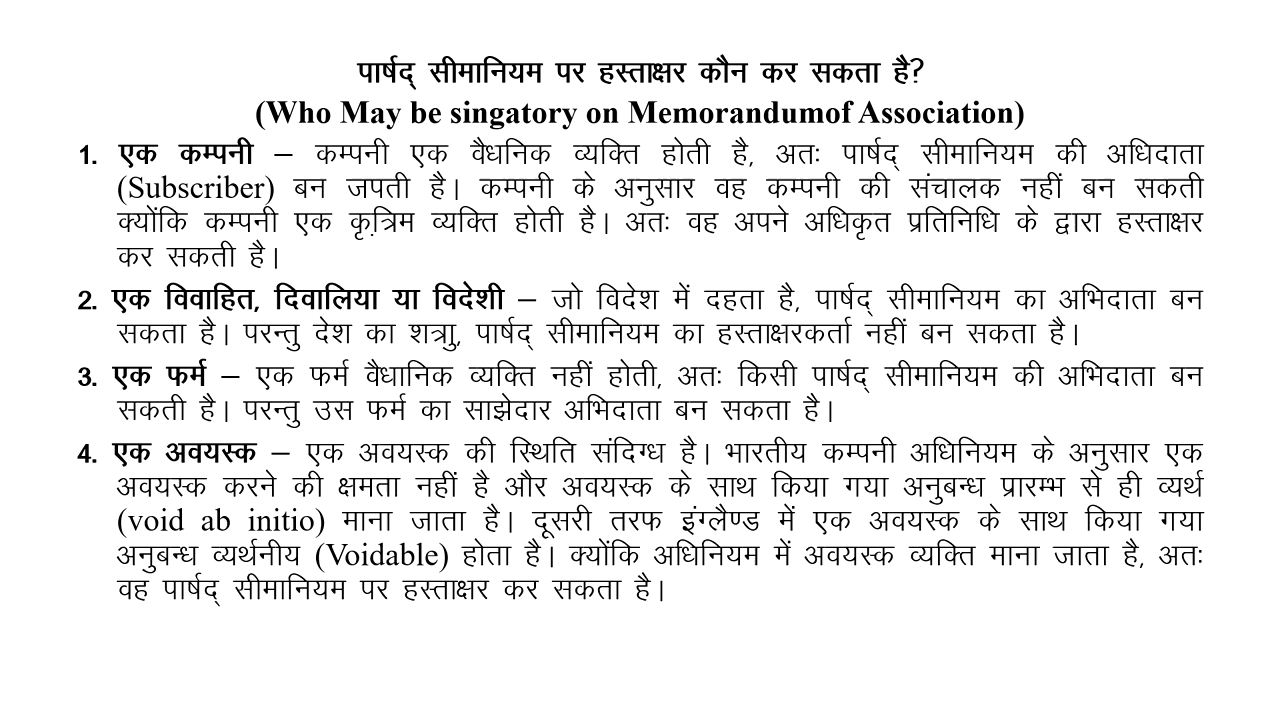 पार्षद् सीमानियम पर हस्ताक्षर कौन कर सकता है?
(Who May be singatory on Memorandumof Association)
1. एक कम्पनी – कम्पनी एक वैधनिक व्यक्ति होती है, अतः पार्षद् सीमानियम की अधिदाता
(Subscriber) बन जपती है। कम्पनी के अनुसार वह कम्पनी की संचालक नहीं बन सकती
क्योंकि कम्पनी एक कृत्रि़म व्यक्ति होती है। अतः वह अपने अधिकृत प्रतिनिधि के द्वारा हस्ताक्षर
कर सकती है।
2. एक विवाहित, दिवालिया या विदेशी – जो विदेश में दहता है, पार्षद् सीमानियम का अभिदाता बन
सकता है। परन्तु देश का शत्राु, पार्षद् सीमानियम का हस्ताक्षरकर्ता नहीं बन सकता है।
3. एक फर्म – एक फर्म वैधानिक व्यक्ति नहीं होती, अतः किसी पार्षद् सीमानियम की अभिदाता बन
सकती है। परन्तु उस फर्म का साझेदार अभिदाता बन सकता है।
4. एक अवयस्क – एक अवयस्क की स्थिति संदिग्ध है। भारतीय कम्पनी अधिनियम के अनुसार एक
अवयस्क करने की क्षमता नहीं है और अवयस्क के साथ किया गया अनुबन्ध प्रारम्भ से ही व्यर्थ
(void ab initio) माना जाता है। दूसरी तरफ इंग्लैण्ड में एक अवयस्क के साथ किया गया
अनुबन्ध व्यर्थनीय (Voidable) होता है। क्योंकि अधिनियम में अवयस्क व्यक्ति माना जाता है, अतः
वह पार्षद् सीमानियम पर हस्ताक्षर कर सकता है।